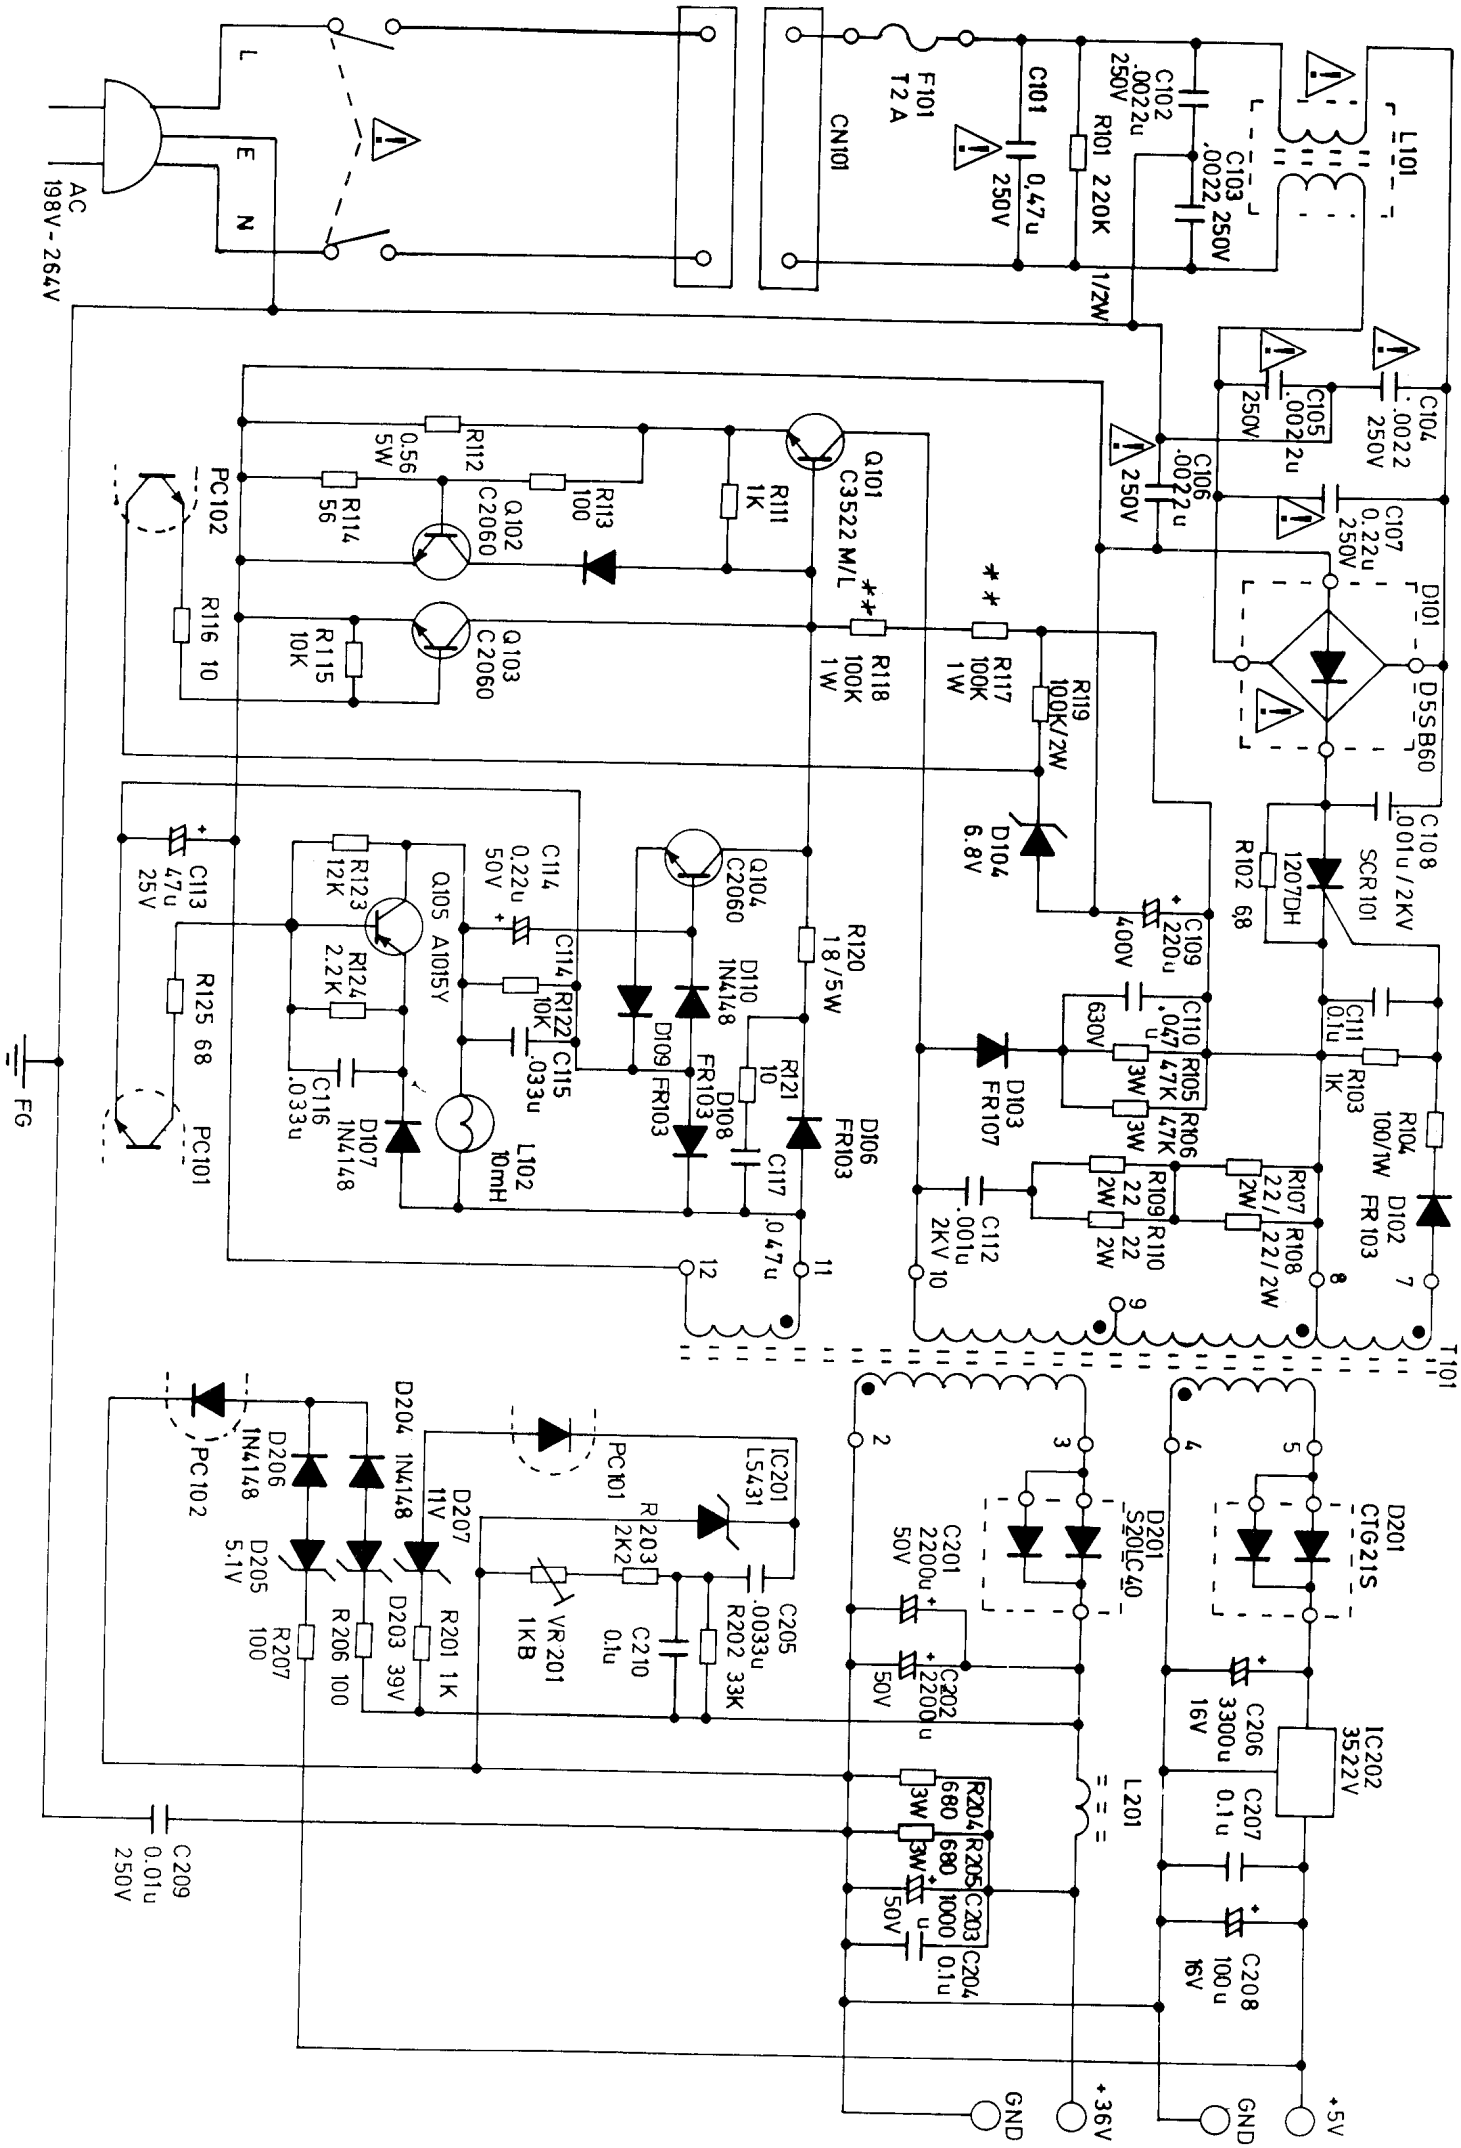 L
E
N
AC
198V-264V
CN101
F101
T2A
C101
0.47u
250V
R101 220K
1/2W
C102
.0022u
250V
C103
.0022 250V
L101
C104
.0022
250V
C105
.0022u
250V
C106
.0022u
250V
C107
0.22u
250V
D101
D5SB60
C108
.001u/2KV
SCR101
1207DH
R102 68
Q101
C3522 M/L
R111
1K
R112
0.56
5W
R113
100
R114
56
Q102
C2060
PC102
R116 10
R115
10K
Q103
C2060
**
R118
100K
1W
**
R117
100K
1W
R119
100K/2W
D104
6.8V
C109
220u
400V
C111
0.1u
R103
1K
R104
100/1W
D102
FR103
7
C110
.047
u
630V
R105
47K
3W
R106
47K
3W
D103
FR107
R107
22/
2W
R108
22/2W
8
R109
22
2W
R110
22
2W
C112
.001u
2KV
10
9
T101
C113
47u
25V
R123
12K
Q105 A1015Y
R124
2.2K
R125 68
C116
.033u
PC101
D107
1N4148
C114
0.22u
50V
C114
R122
10K
C115
.033u
L102
10mH
Q104
C2060
D110
1N4148
D109 FR103
FR103
D108
R120
18/5W
R121
10
D106
FR103
C117
.047u
11
12
FG
5
4
3
2
D201
CTG21S
D201
S20LC40
C206
3300u
16V
IC202
3522V
C207
0.1u
C208
100u
16V
+5V
GND
C201
2200u
50V
C202
2200u
50V
L201
R204
680
3W
R205
680
3W
C203
1000
u
50V
C204
0.1u
+36V
GND
IC201
L5431
PC101
D207
11V
R201 1K
R203
2K2
VR201
1KB
C205
.0033u
R202 33K
C210
0.1u
D204 1N4148
D203 39V
R206 100
D206
1N4148
D205
5.1V
R207
100
PC102
C209
0.01u
250V